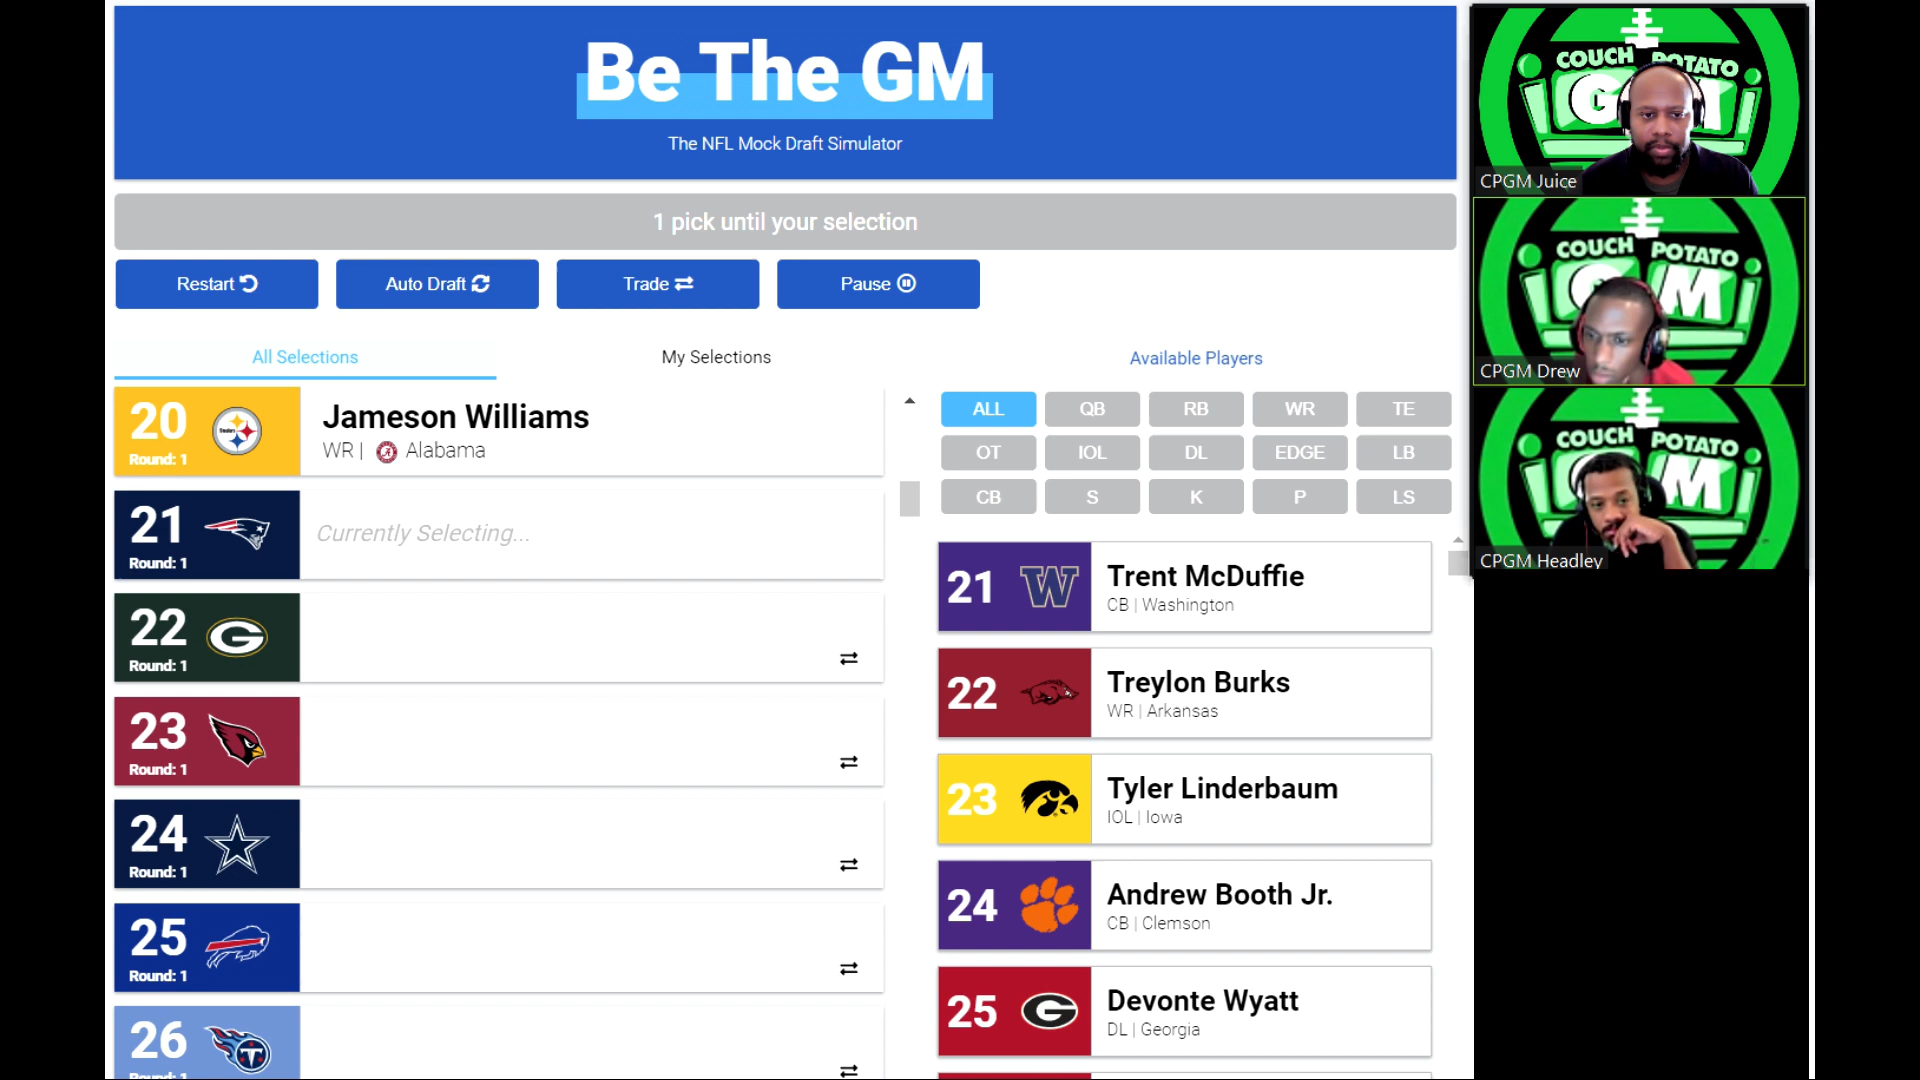 Be The GM
The NFL Mock Draft Simulator
1 pick until your selection
Restart
Auto Draft
Trade
Pause
All Selections
My Selections
20
Round: 1
Jameson Williams
WR | Alabama
21
Round: 1
Currently Selecting...
22
Round: 1
23
Round: 1
24
Round: 1
25
Round: 1
26
Available Players
ALL QB RB WR TE
OT IOL DL EDGE LB
CB S K P LS
21
Trent McDuffie
CB | Washington
22
Treylon Burks
WR | Arkansas
23
Tyler Linderbaum
IOL | Iowa
24
Andrew Booth Jr.
CB | Clemson
25
Devonte Wyatt
DL | Georgia
COUCH POTATO
CPGM Juice
COUCH POTATO
GM
CPGM Drew
COUCH POTATO
CPGM Headley